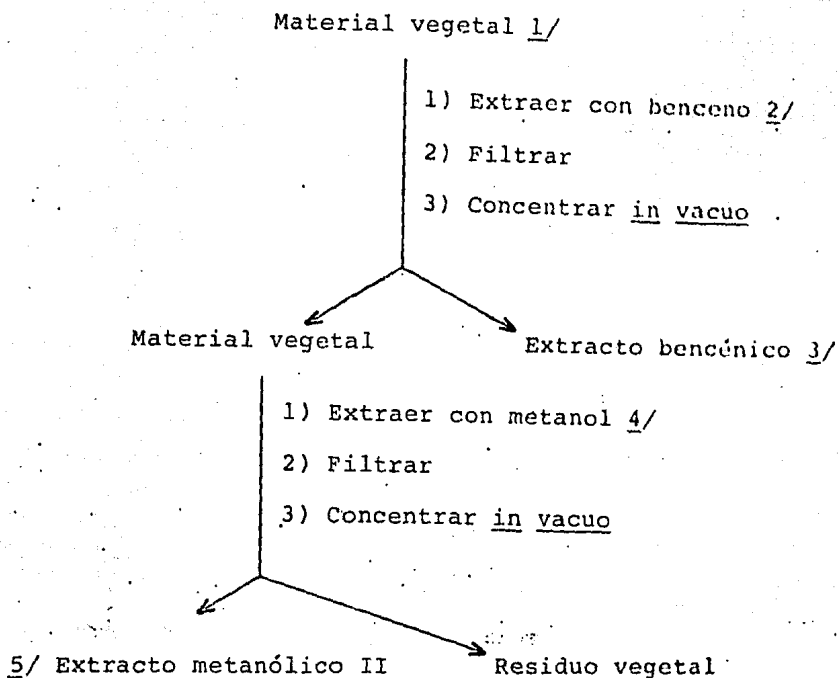 Material vegetal 1/
1) Extraer con benceno 2/
2) Filtrar
3) Concentrar in vacuo
Material vegetal
Extracto bencénico 3/
1) Extraer con metanol 4/
2) Filtrar
3) Concentrar in vacuo
5/ Extracto metanólico II
Residuo vegetal